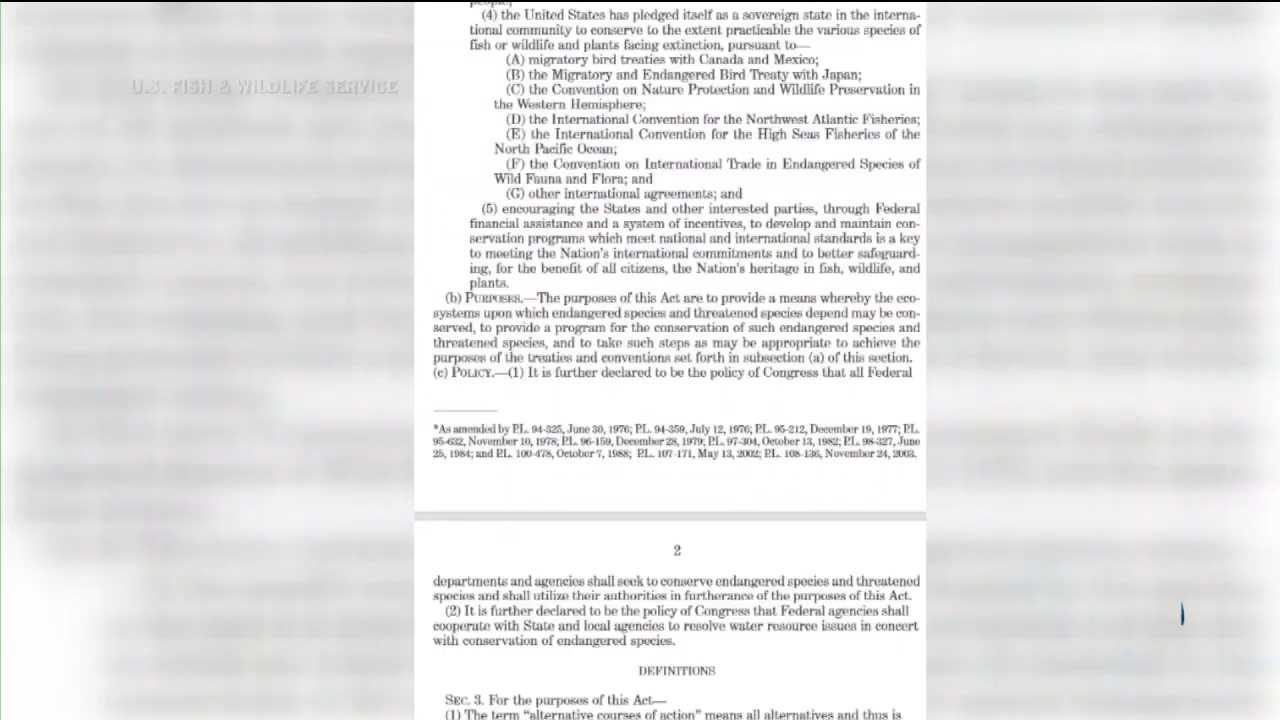 people;
(4) the United States has pledged itself as a sovereign state in the interna-
tional community to conserve to the extent practicable the various species of
fish or wildlife and plants facing extinction, pursuant to—
(A) migratory bird treaties with Canada and Mexico;
(B) the Migratory and Endangered Bird Treaty with Japan;
(C) the Convention on Nature Protection and Wildlife Preservation in
the Western Hemisphere;
(D) the International Convention for the Northwest Atlantic Fisheries;
(E) the International Convention for the High Seas Fisheries of the
North Pacific Ocean;
(F) the Convention on International Trade in Endangered Species of
Wild Fauna and Flora; and
(G) other international agreements; and
(5) encouraging the States and other interested parties, through Federal
financial assistance and a system of incentives, to develop and maintain con-
servation programs which meet national and international standards is a key
to meeting the Nation's international commitments and to better safeguard-
ing, for the benefit of all citizens, the Nation's heritage in fish, wildlife, and
plants.
(b) PURPOSES.—The purposes of this Act are to provide a means whereby the eco-
systems upon which endangered species and threatened species depend may be con-
served, to provide a program for the conservation of such endangered species and
threatened species, and to take such steps as may be appropriate to achieve the
purposes of the treaties and conventions set forth in subsection (a) of this section.
(c) POLICY.—(1) It is further declared to be the policy of Congress that all Federal
*As amended by P.L. 94-325, June 30, 1976; P.L. 94-359, July 12, 1976; P.L. 95-212, December 19, 1977; P.L.
95-632, November 10, 1978; P.L. 96-159, December 28, 1979; P.L. 97-304, October 13, 1982; P.L. 98-327, June
25, 1984; and P.L. 100-478, October 7, 1988; P.L. 107-171, May 13, 2002; P.L. 108-136, November 24, 2003.
2
departments and agencies shall seek to conserve endangered species and threatened
species and shall utilize their authorities in furtherance of the purposes of this Act.
(2) It is further declared to be the policy of Congress that Federal agencies shall
cooperate with State and local agencies to resolve water resource issues in concert
with conservation of endangered species.
DEFINITIONS
SEC. 3. For the purposes of this Act—
(1) The term "alternative courses of action" means all alternatives and thus is
U.S. FISH & WILDLIFE SERVICE